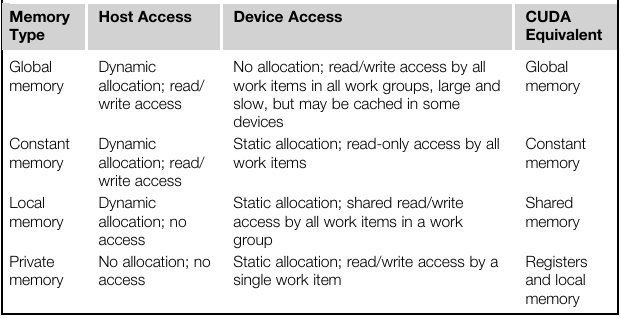 Memory Type Host Access Device Access CUDA Equivalent
Global memory Dynamic allocation; read/ write access No allocation; read/write access by all work items in all work groups, large and slow, but may be cached in some devices Global memory
Constant memory Dynamic allocation; read/ write access Static allocation; read-only access by all work items Constant memory
Local memory Dynamic allocation; no access Static allocation; shared read/write access by all work items in a work group Shared memory
Private memory No allocation; no access Static allocation; read/write access by a single work item Registers and local memory